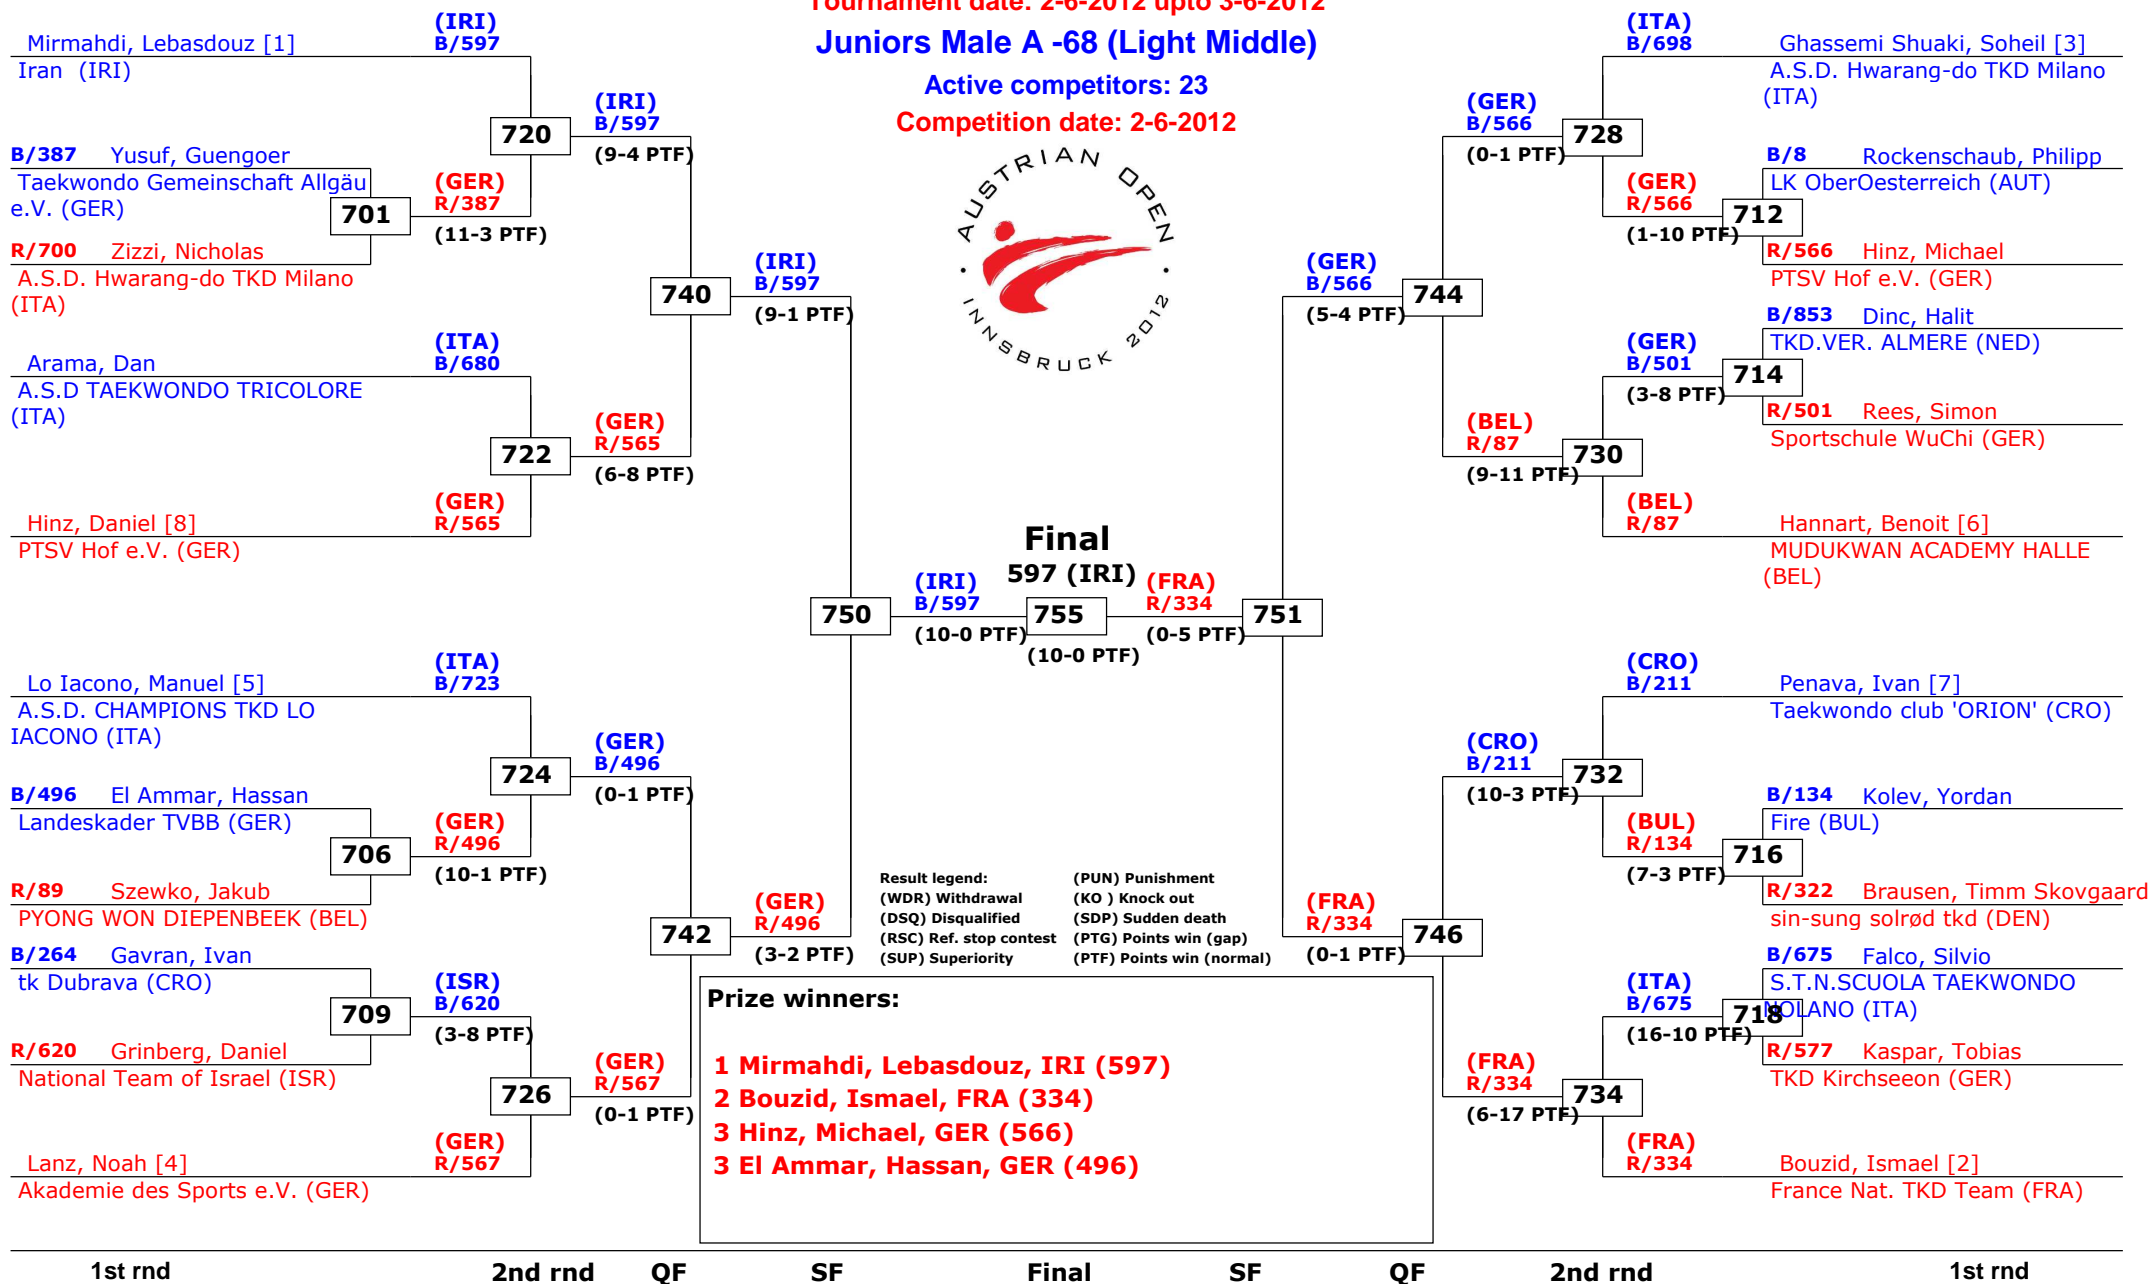 Tournament date: 2-6-2012 upto 3-6-2012
Juniors Male A -68 (Light Middle)
Active competitors: 23
Competition date: 2-6-2012
AUSTRIAN OPEN
· INNSBRUCK 2012 ·
Mirmahdi, Lebasdouz [1]
Iran (IRI)
(IRI)
B/597
B/387 Yusuf, Guengoer
Taekwondo Gemeinschaft Allgäu
e.V. (GER)
701
R/700 Zizzi, Nicholas
A.S.D. Hwarang-do TKD Milano
(ITA)
(GER)
R/387
(11-3 PTF)
720
(IRI)
B/597
(9-4 PTF)
Arama, Dan
A.S.D TAEKWONDO TRICOLORE
(ITA)
(ITA)
B/680
722
(GER)
R/565
(6-8 PTF)
Hinz, Daniel [8]
PTSV Hof e.V. (GER)
(GER)
R/565
740
(IRI)
B/597
(9-1 PTF)
Lo Iacono, Manuel [5]
A.S.D. CHAMPIONS TKD LO
IACONO (ITA)
(ITA)
B/723
B/496 El Ammar, Hassan
Landeskader TVBB (GER)
706
R/89 Szewko, Jakub
PYONG WON DIEPENBEEK (BEL)
(GER)
R/496
(10-1 PTF)
724
(GER)
B/496
(0-1 PTF)
B/264 Gavran, Ivan
tk Dubrava (CRO)
709
R/620 Grinberg, Daniel
National Team of Israel (ISR)
(ISR)
B/620
(3-8 PTF)
726
(GER)
R/567
(0-1 PTF)
Lanz, Noah [4]
Akademie des Sports e.V. (GER)
(GER)
R/567
742
(GER)
R/496
(3-2 PTF)
750
(IRI)
B/597
(10-0 PTF)
Final
597 (IRI)
755
(10-0 PTF)
(FRA)
R/334
(0-5 PTF)
751
(GER)
B/566
(5-4 PTF)
744
(GER)
B/566
(0-1 PTF)
728
(ITA)
B/698
Ghassemi Shuaki, Soheil [3]
A.S.D. Hwarang-do TKD Milano
(ITA)
(GER)
R/566
(1-10 PTF)
712
B/8 Rockenschaub, Philipp
LK OberOesterreich (AUT)
R/566 Hinz, Michael
PTSV Hof e.V. (GER)
(GER)
B/501
(3-8 PTF)
714
B/853 Dinc, Halit
TKD.VER. ALMERE (NED)
R/501 Rees, Simon
Sportschule WuChi (GER)
(BEL)
R/87
(9-11 PTF)
730
(BEL)
R/87
Hannart, Benoit [6]
MUDUKWAN ACADEMY HALLE
(BEL)
(FRA)
R/334
(0-1 PTF)
746
(CRO)
B/211
(10-3 PTF)
732
(CRO)
B/211
Penava, Ivan [7]
Taekwondo club 'ORION' (CRO)
(BUL)
R/134
(7-3 PTF)
716
B/134 Kolev, Yordan
Fire (BUL)
R/322 Brausen, Timm Skovgaard
sin-sung solrød tkd (DEN)
(ITA)
B/675
(16-10 PTF)
718
B/675 Falco, Silvio
S.T.N.SCUOLA TAEKWONDO
NOLANO (ITA)
R/577 Kaspar, Tobias
TKD Kirchseeon (GER)
(FRA)
R/334
(6-17 PTF)
734
(FRA)
R/334
Bouzid, Ismael [2]
France Nat. TKD Team (FRA)
Result legend:
(WDR) Withdrawal
(DSQ) Disqualified
(RSC) Ref. stop contest
(SUP) Superiority
(PUN) Punishment
(KO ) Knock out
(SDP) Sudden death
(PTG) Points win (gap)
(PTF) Points win (normal)
Prize winners:
1 Mirmahdi, Lebasdouz, IRI (597)
2 Bouzid, Ismael, FRA (334)
3 Hinz, Michael, GER (566)
3 El Ammar, Hassan, GER (496)
1st rnd 2nd rnd QF SF Final SF QF 2nd rnd 1st rnd